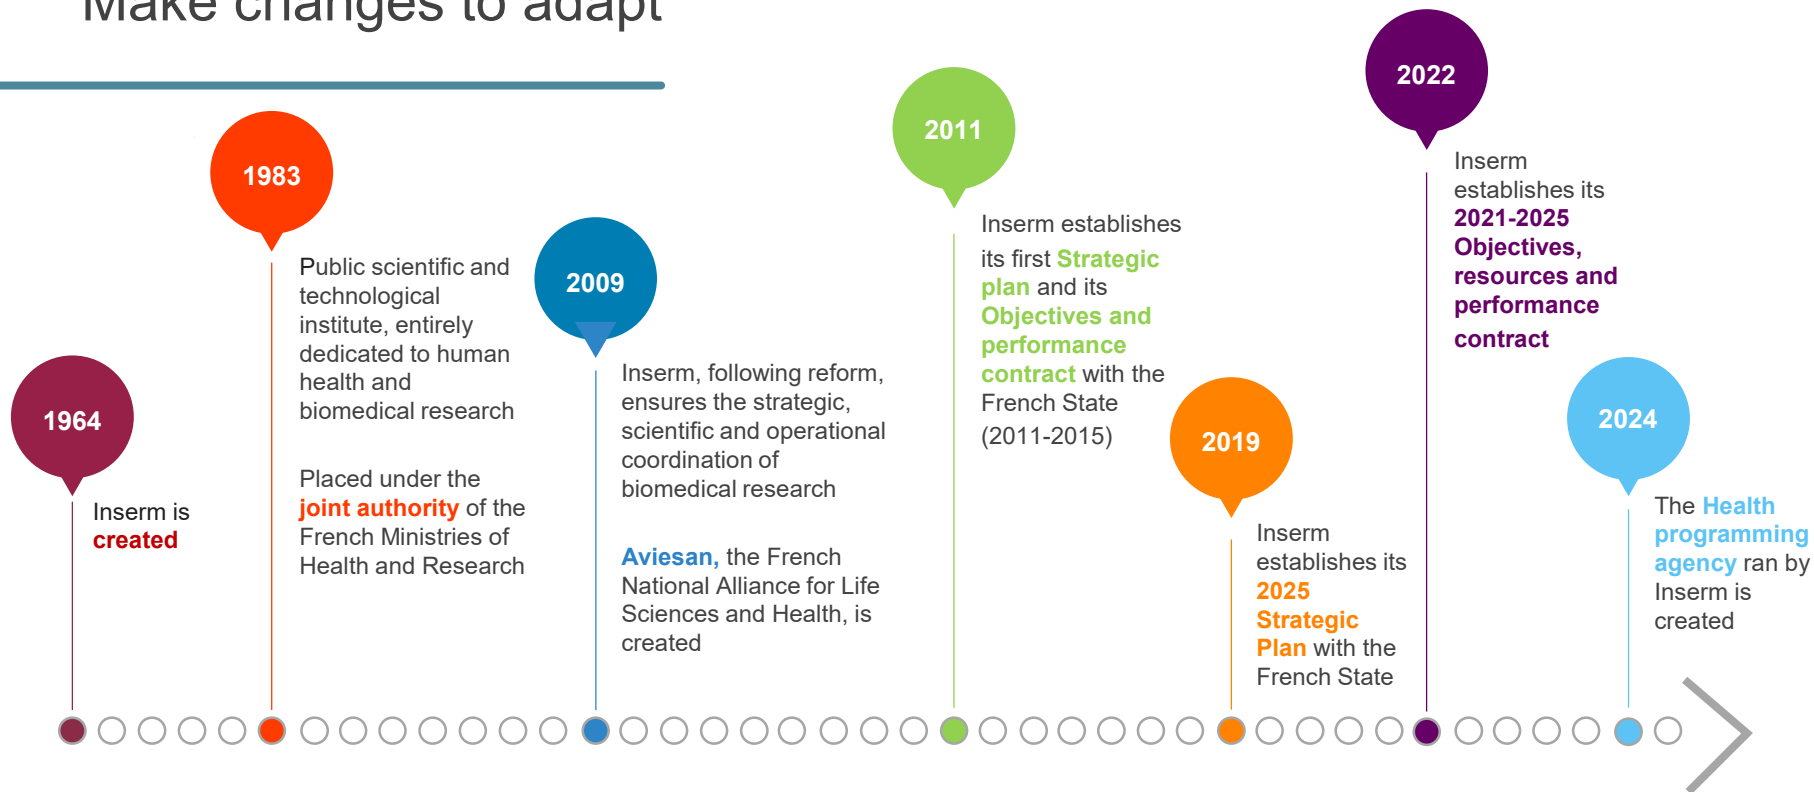 Make changes to adapt
1964
Inserm is
created
1983
Public scientific and
technological
institute, entirely
dedicated to human
health and
biomedical research
Placed under the
joint authority of the
French Ministries of
Health and Research
2009
Inserm, following reform,
ensures the strategic,
scientific and operational
coordination of
biomedical research
Aviesan, the French
National Alliance for Life
Sciences and Health, is
created
2011
Inserm establishes
its first Strategic
plan and its
Objectives and
performance
contract with the
French State
(2011-2015)
2019
Inserm
establishes its
2025
Strategic
Plan with the
French State
2022
Inserm
establishes its
2021-2025
Objectives,
resources and
performance
contract
2024
The Health
programming
agency ran by
Inserm is
created